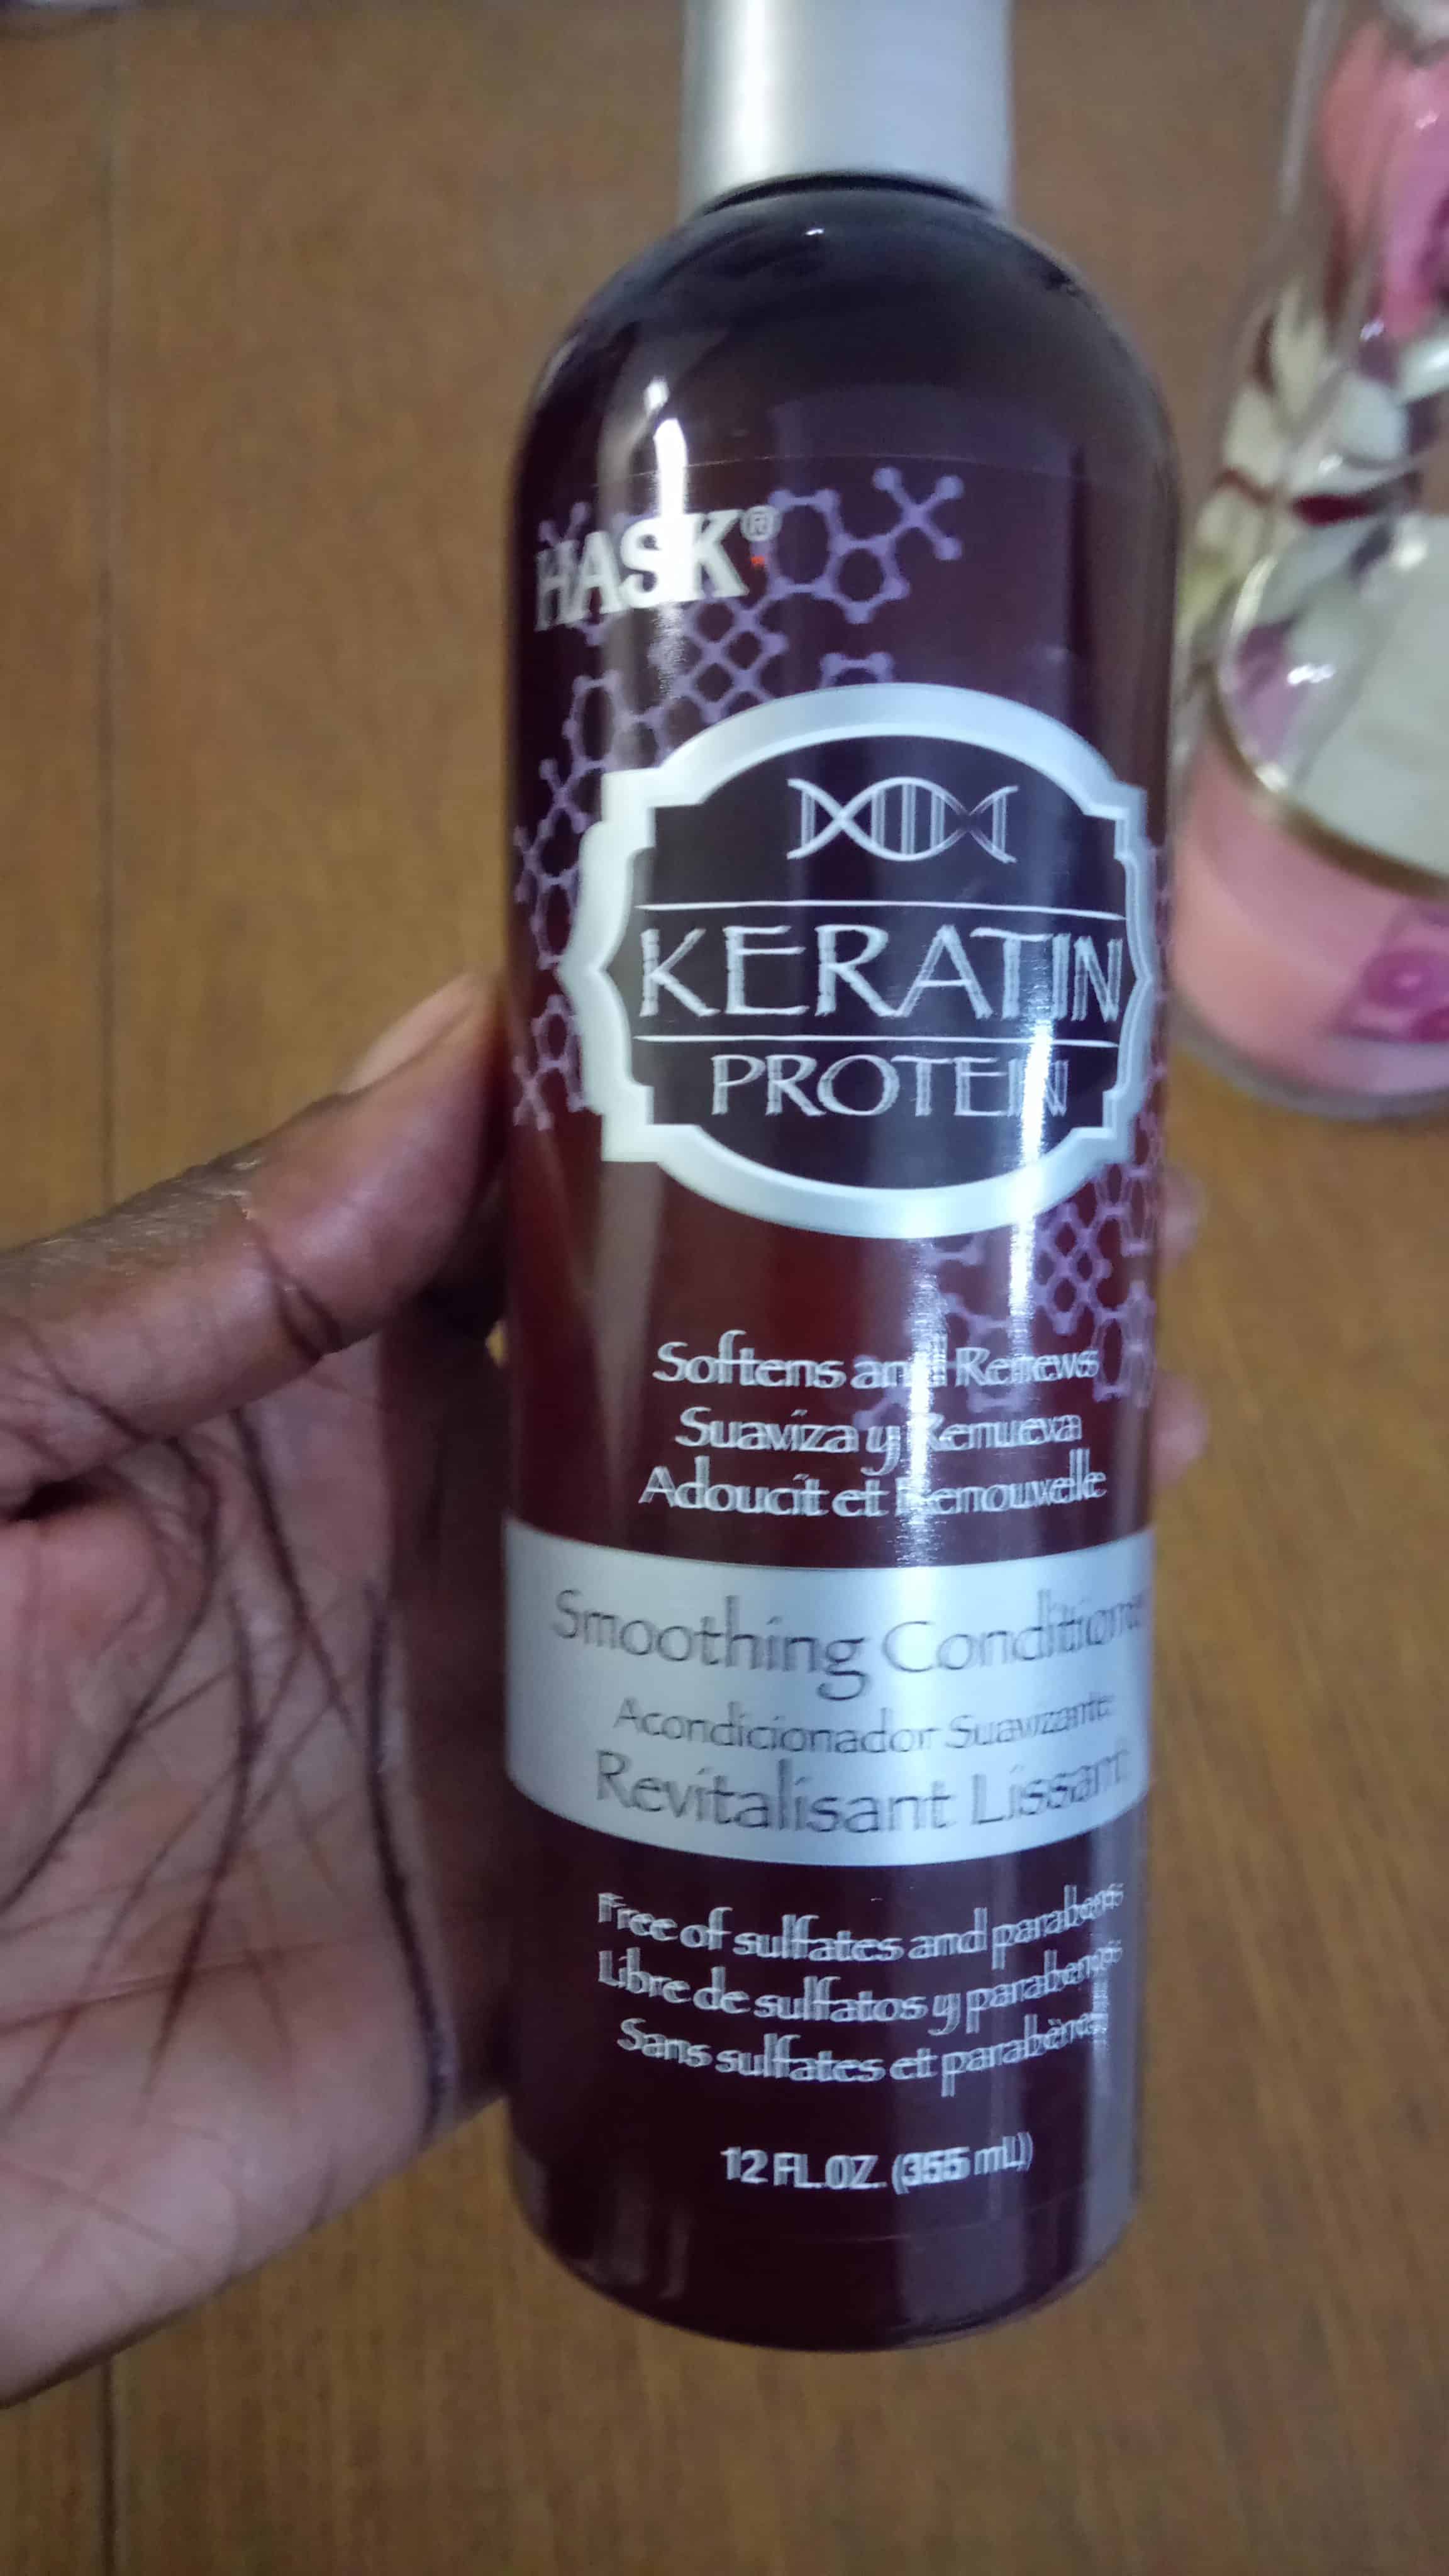 HASK®
KERATIN
PROTEIN
Softens and Renews
Suaviza y Renueva
Adoucit et Renouvelle
Smoothing Conditioner
Acondicionador Suavizante
Revitalisant Lissant
Free of sulfates and parabens
Libre de sulfatos y parabenos
Sans sulfates et parabènes
12 FL.OZ. (355 mL)